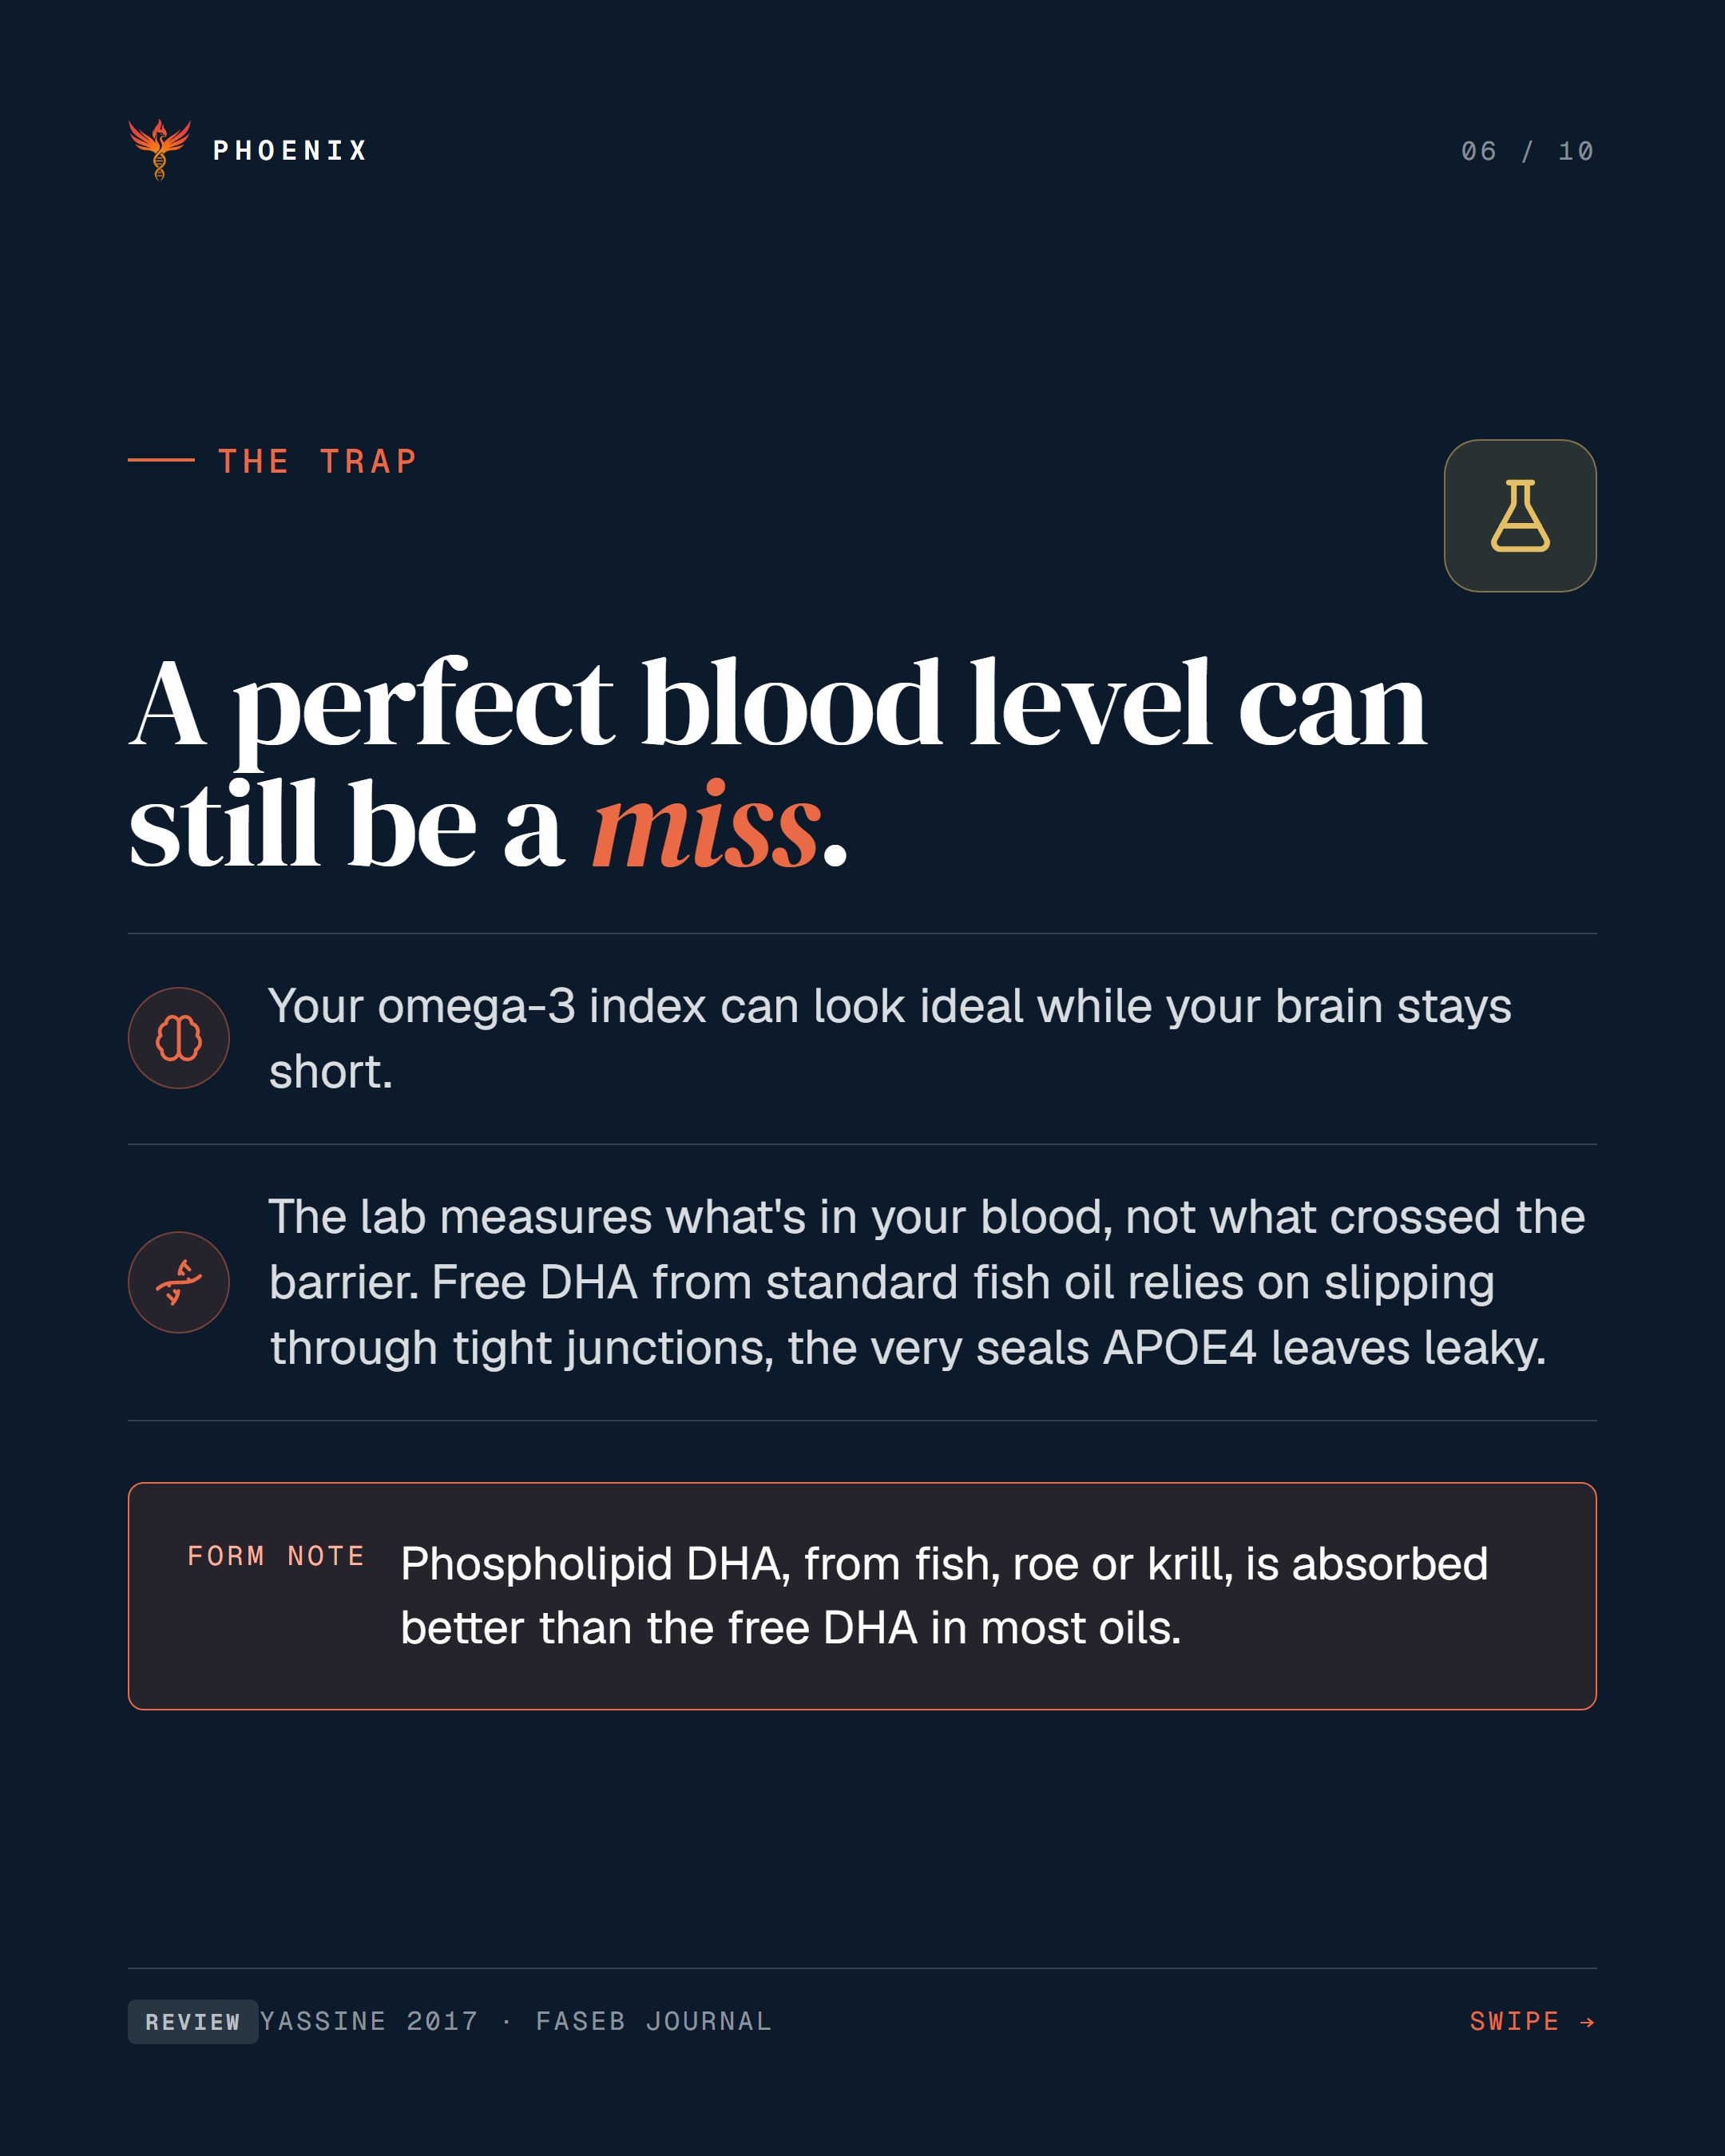 PHOENIX
06 / 10
THE TRAP
A perfect blood level can
still be a miss.
Your omega-3 index can look ideal while your brain stays
short.
The lab measures what's in your blood, not what crossed the
barrier. Free DHA from standard fish oil relies on slipping
through tight junctions, the very seals APOE4 leaves leaky.
FORM NOTE
Phospholipid DHA, from fish, roe or krill, is absorbed
better than the free DHA in most oils.
REVIEW YASSINE 2017 · FASEB JOURNAL
SWIPE →